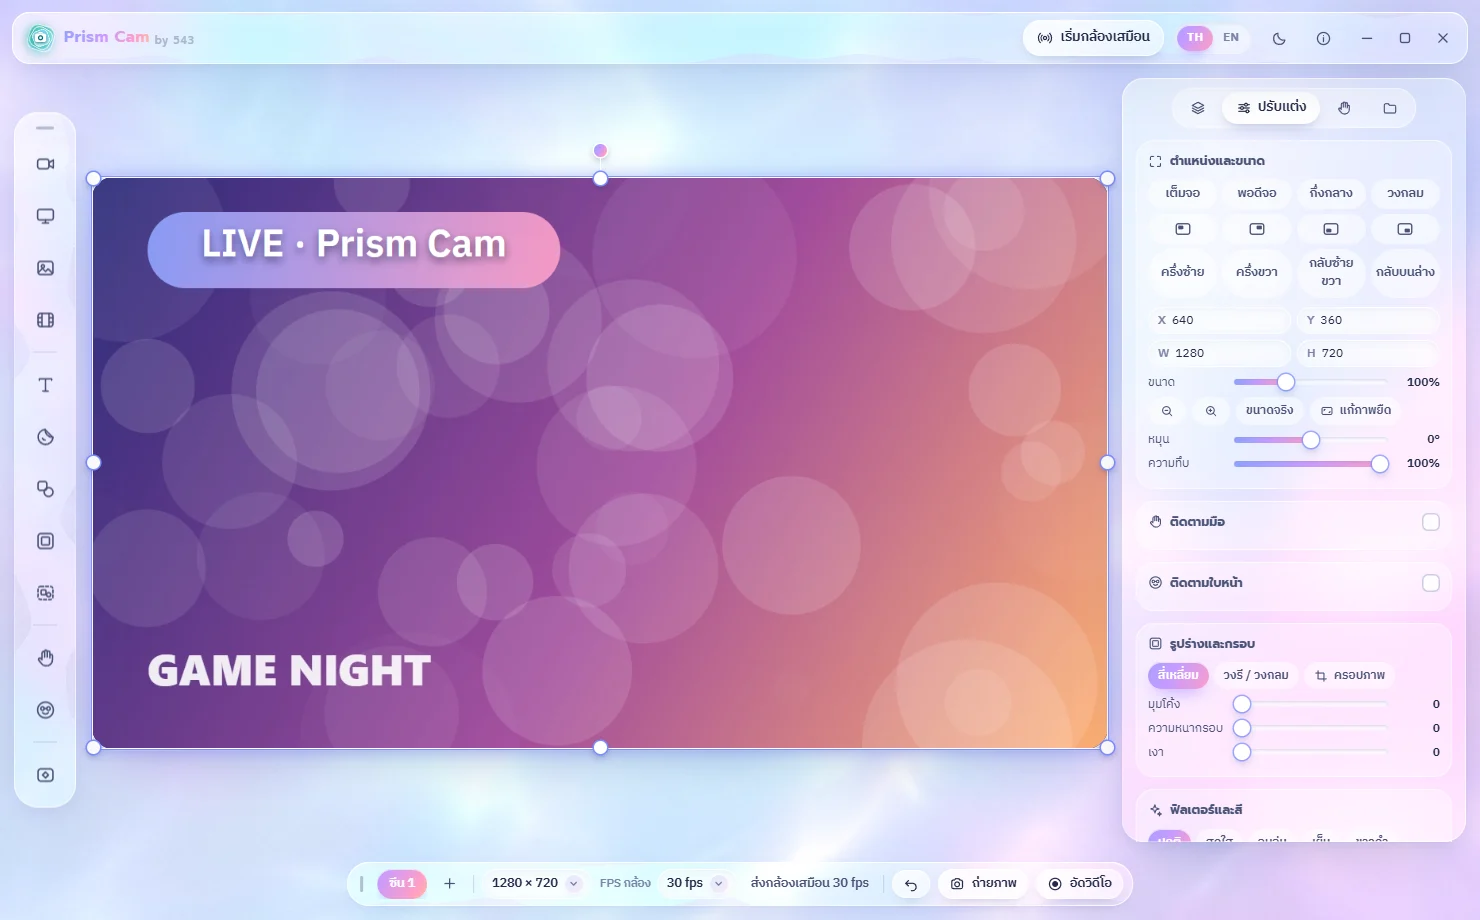 Prism Cam by 543
เริ่มกล้องเสมือน
TH EN
ปรับแต่ง
ตำแหน่งและขนาด
เต็มจอ พอดีจอ กึ่งกลาง วงกลม
ครึ่งซ้าย ครึ่งขวา กลับซ้ายขวา กลับบนล่าง
X 640 Y 360
W 1280 H 720
ขนาด 100%
ขนาดจริง แก้ภาพยืด
หมุน 0°
ความทึบ 100%
ติดตามมือ
ติดตามใบหน้า
รูปร่างและกรอบ
สี่เหลี่ยม วงรี / วงกลม ครอปภาพ
มุมโค้ง 0
ความหนากรอบ 0
เงา 0
ฟิลเตอร์และสี
LIVE · Prism Cam
GAME NIGHT
ซีน 1
1280 × 720
FPS กล้อง 30 fps
ส่งกล้องเสมือน 30 fps
ถ่ายภาพ
อัดวิดีโอ